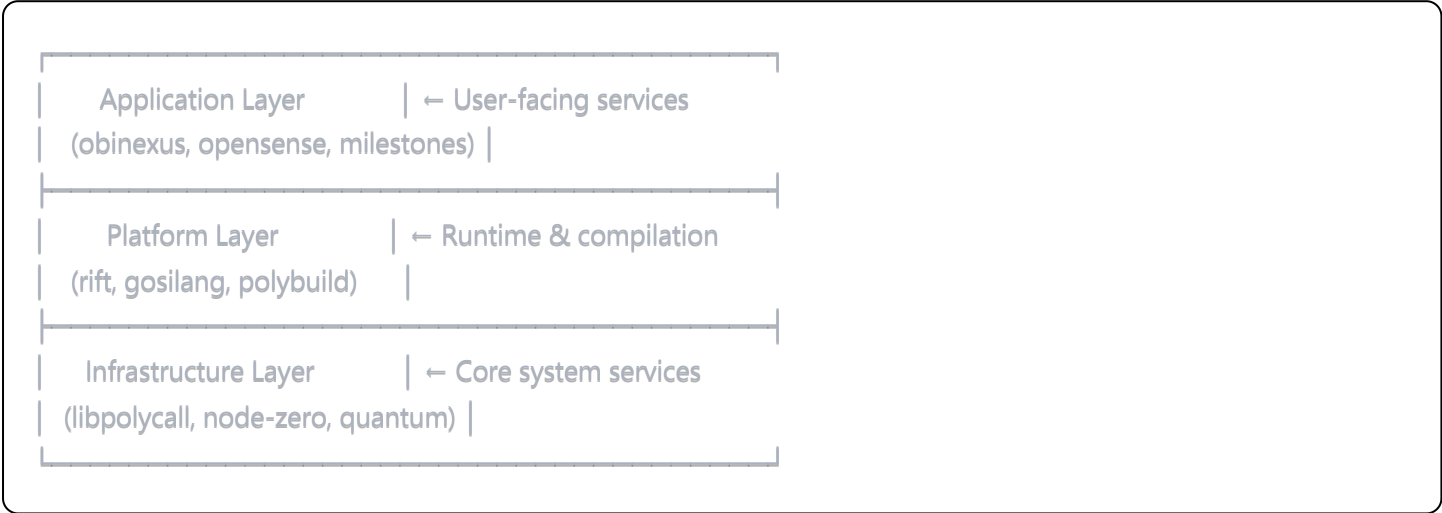 Application Layer │ ← User-facing services
(obinexus, opensense, milestones) │
Platform Layer │ ← Runtime & compilation
(rift, gosilang, polybuild) │
Infrastructure Layer │ ← Core system services
(libpolycall, node-zero, quantum) │